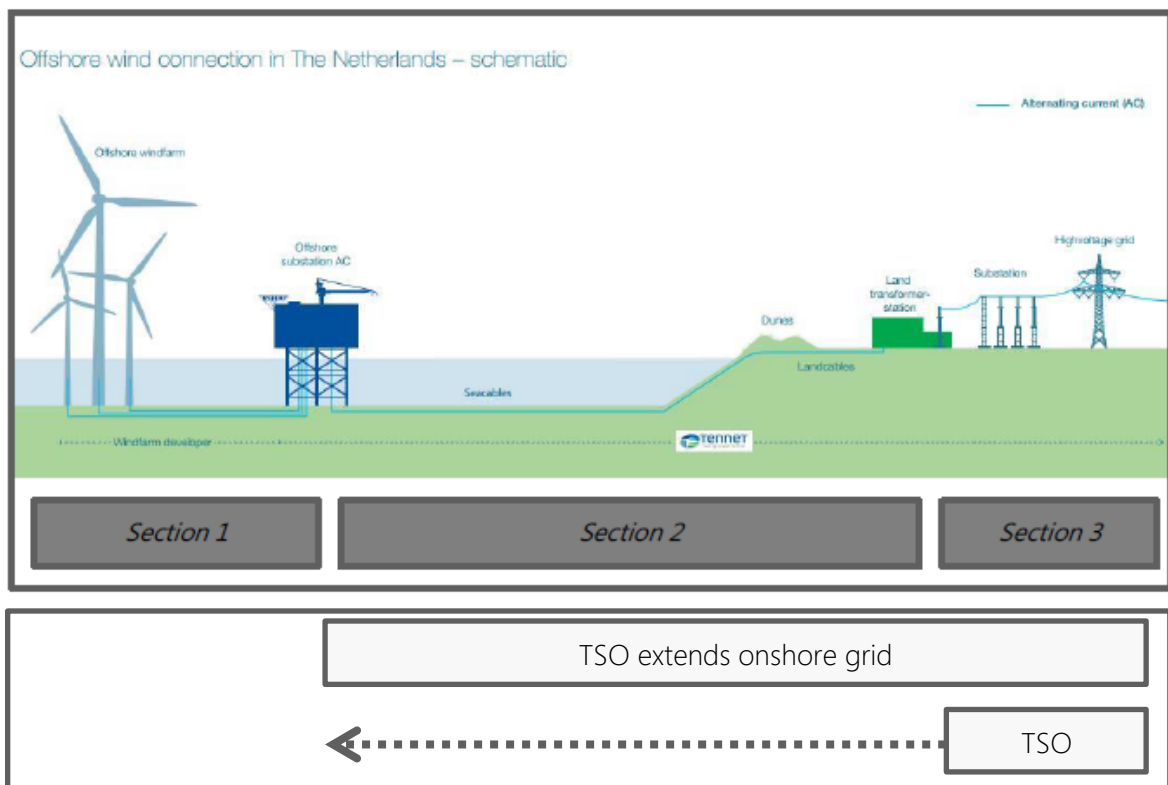 Offshore wind connection in The Netherlands – schematic
Alternating current (AC)
Offshore windfarm
Offshore
substation AC
Highvoltage grid
Substation
Land
transformer-
station
Dunes
Landcables
Seacables
Windfarm developer
TenneT
Section 1
Section 2
Section 3
TSO extends onshore grid
TSO